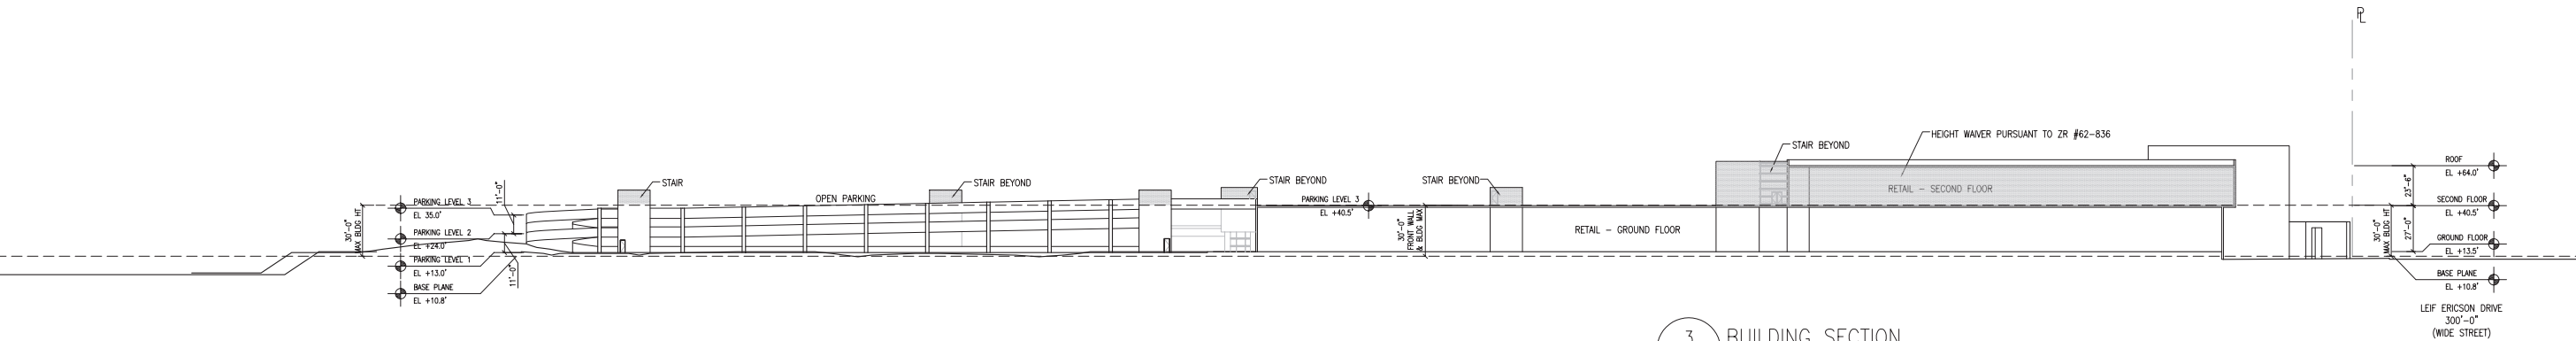 PL
30'-0"
MAX BLDG HT
PARKING LEVEL 3
EL 35.0'
PARKING LEVEL 2
EL +24.0'
PARKING LEVEL 1
EL +13.0'
BASE PLANE
EL +10.8'
11'-0"
11'-0"
STAIR
OPEN PARKING
STAIR BEYOND
STAIR BEYOND
PARKING LEVEL 3
EL +40.5'
30'-0"
FRONT WALL
& BLDG MAX
STAIR BEYOND
RETAIL - GROUND FLOOR
STAIR BEYOND
HEIGHT WAIVER PURSUANT TO ZR #62-836
RETAIL - SECOND FLOOR
30'-0"
MAX BLDG HT
23'-6"
27'-0"
ROOF
EL +64.0'
SECOND FLOOR
EL +40.5'
GROUND FLOOR
EL +13.5'
BASE PLANE
EL +10.8'
LEIF ERICSON DRIVE
300'-0"
(WIDE STREET)
3
BUILDING SECTION